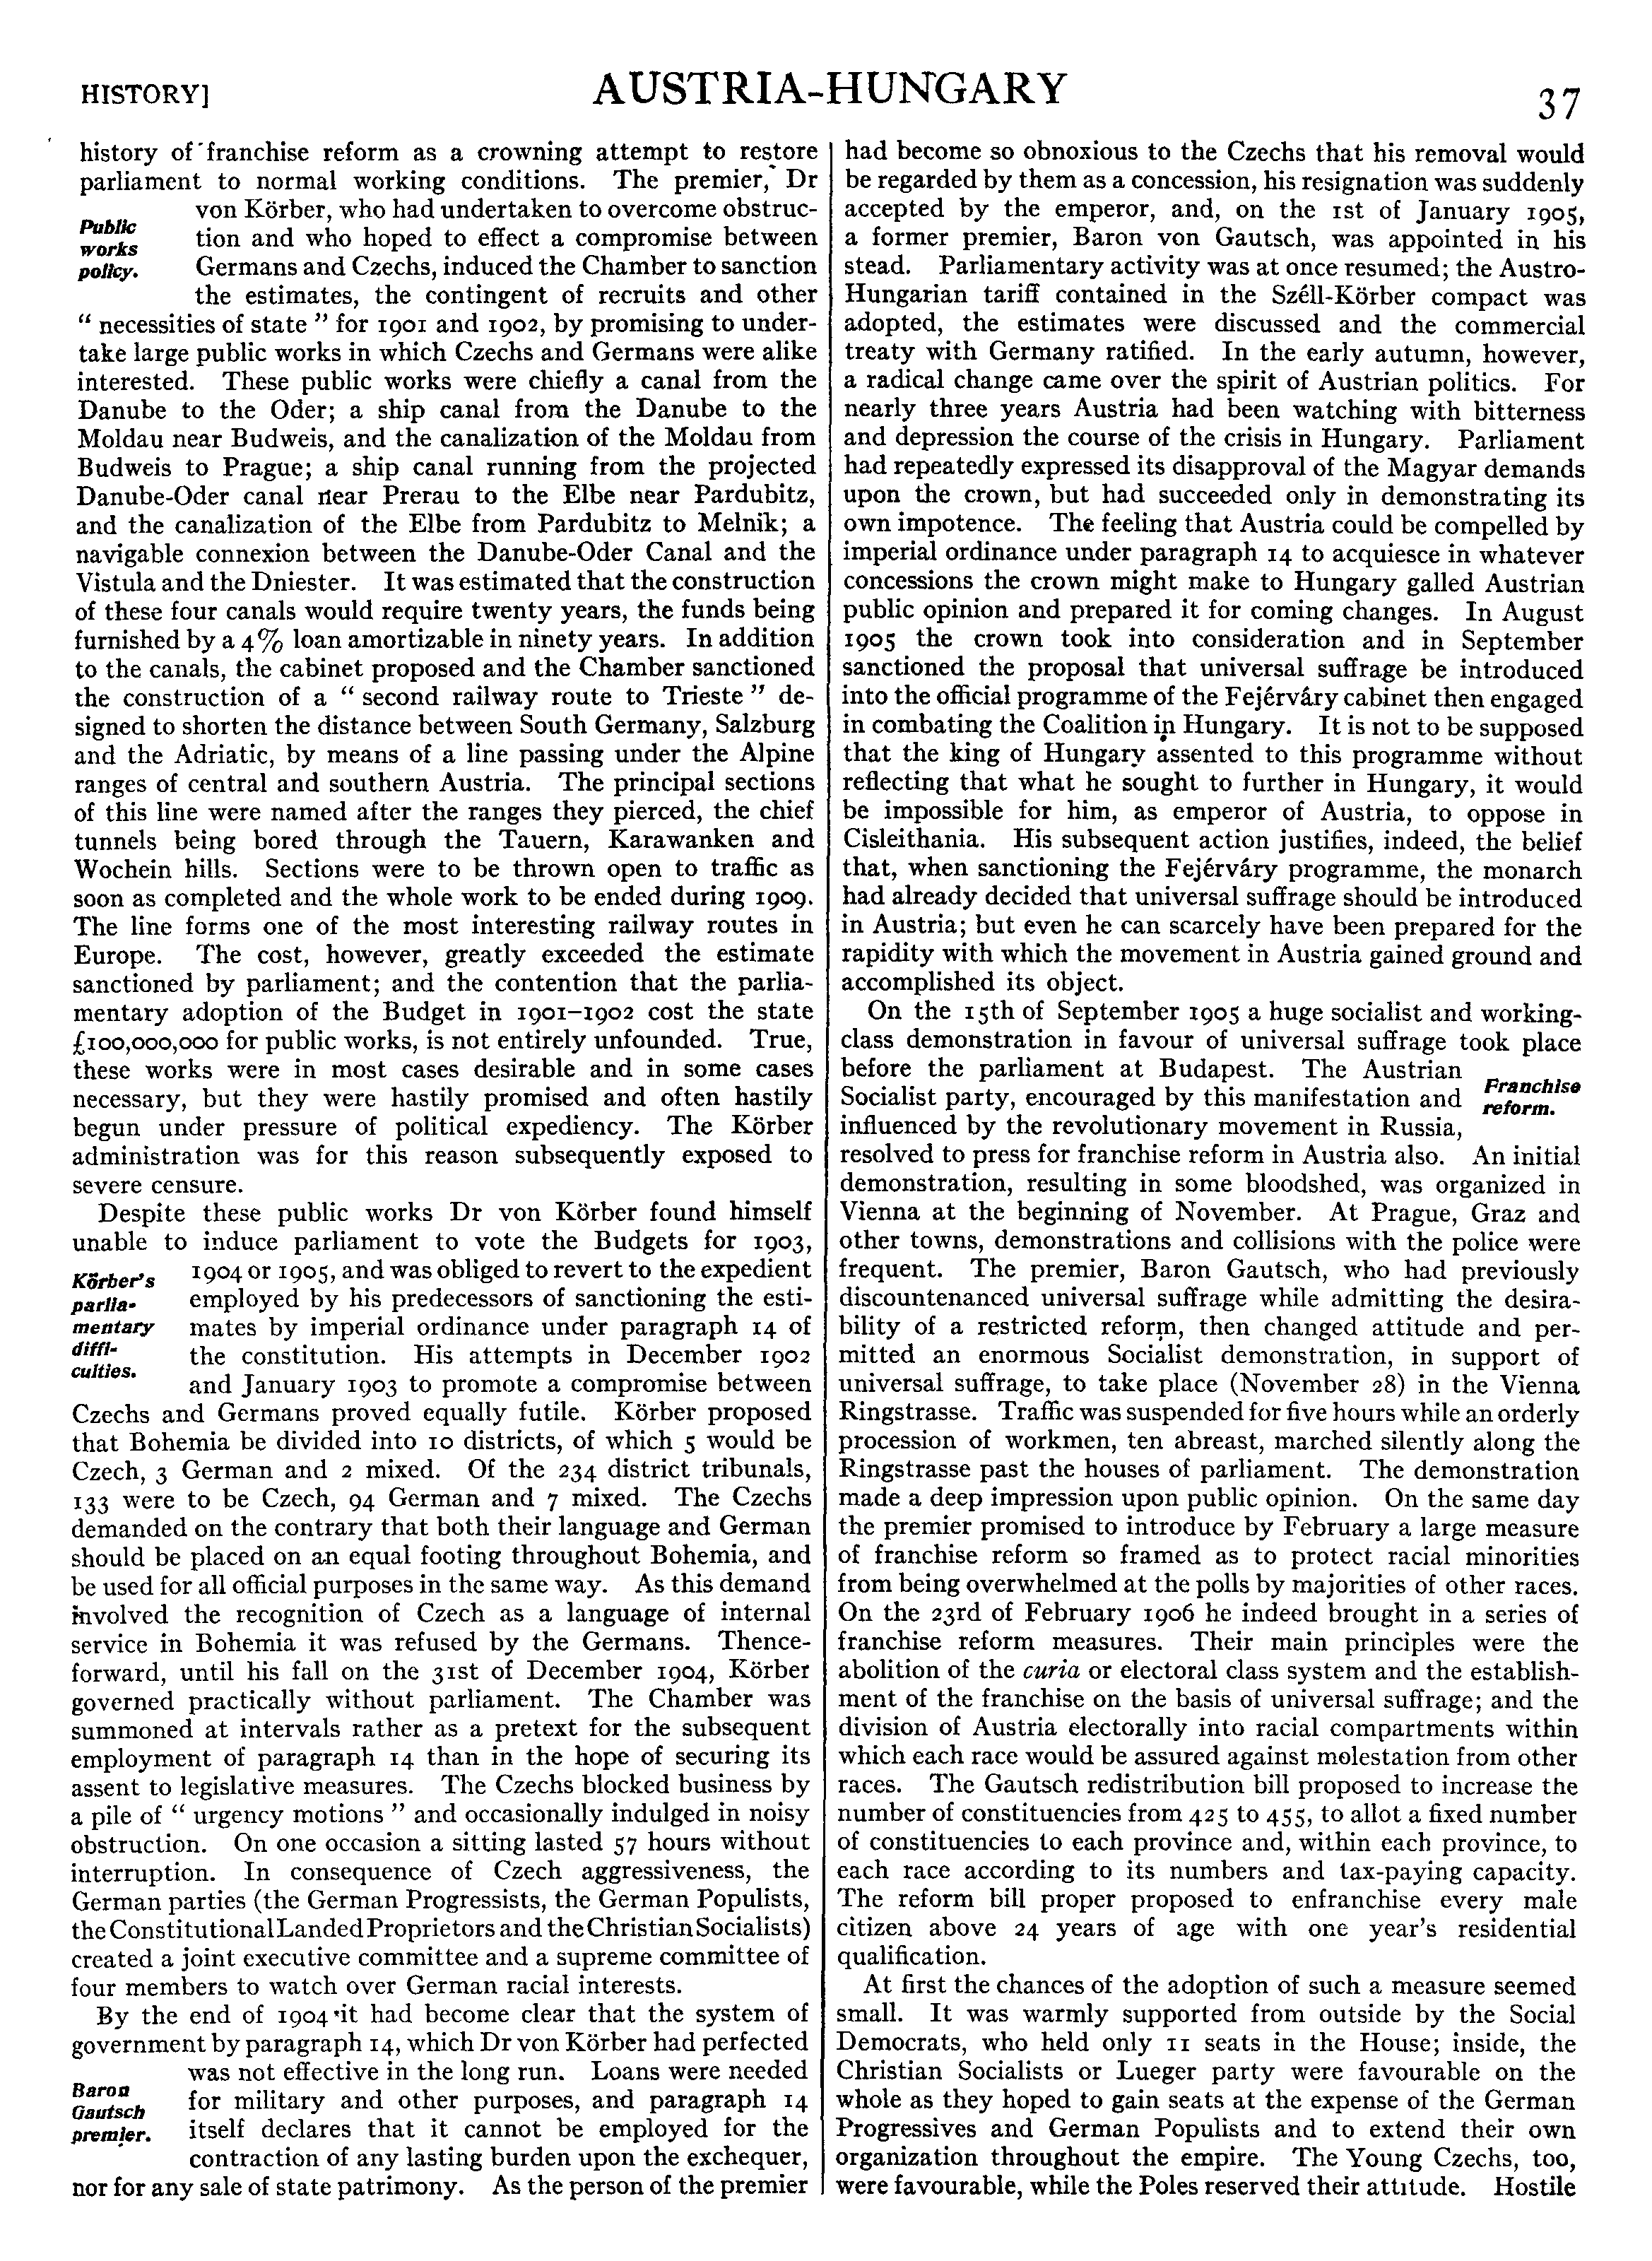 HISTORY]
AUSTRIA-HUNGARY
37
history of franchise reform as a crowning attempt to restore
parliament to normal working conditions. The premier, Dr
Public
works
policy.
von Körber, who had undertaken to overcome obstruc-
tion and who hoped to effect a compromise between
Germans and Czechs, induced the Chamber to sanction
the estimates, the contingent of recruits and other
“ necessities of state ” for 1901 and 1902, by promising to under-
take large public works in which Czechs and Germans were alike
interested. These public works were chiefly a canal from the
Danube to the Oder; a ship canal from the Danube to the
Moldau near Budweis, and the canalization of the Moldau from
Budweis to Prague; a ship canal running from the projected
Danube-Oder canal near Prerau to the Elbe near Pardubitz,
and the canalization of the Elbe from Pardubitz to Melnik; a
navigable connexion between the Danube-Oder Canal and the
Vistula and the Dniester. It was estimated that the construction
of these four canals would require twenty years, the funds being
furnished by a 4% loan amortizable in ninety years. In addition
to the canals, the cabinet proposed and the Chamber sanctioned
the construction of a “ second railway route to Trieste ” de-
signed to shorten the distance between South Germany, Salzburg
and the Adriatic, by means of a line passing under the Alpine
ranges of central and southern Austria. The principal sections
of this line were named after the ranges they pierced, the chief
tunnels being bored through the Tauern, Karawanken and
Wochein hills. Sections were to be thrown open to traffic as
soon as completed and the whole work to be ended during 1909.
The line forms one of the most interesting railway routes in
Europe. The cost, however, greatly exceeded the estimate
sanctioned by parliament; and the contention that the parlia-
mentary adoption of the Budget in 1901–1902 cost the state
£100,000,000 for public works, is not entirely unfounded. True,
these works were in most cases desirable and in some cases
necessary, but they were hastily promised and often hastily
begun under pressure of political expediency. The Körber
administration was for this reason subsequently exposed to
severe censure.
Despite these public works Dr von Körber found himself
unable to induce parliament to vote the Budgets for 1903,
Körber's
parlia-
mentary
diffi-
culties.
1904 or 1905, and was obliged to revert to the expedient
employed by his predecessors of sanctioning the esti-
mates by imperial ordinance under paragraph 14 of
the constitution. His attempts in December 1902
and January 1903 to promote a compromise between
Czechs and Germans proved equally futile. Körber proposed
that Bohemia be divided into 10 districts, of which 5 would be
Czech, 3 German and 2 mixed. Of the 234 district tribunals,
133 were to be Czech, 94 German and 7 mixed. The Czechs
demanded on the contrary that both their language and German
should be placed on an equal footing throughout Bohemia, and
be used for all official purposes in the same way. As this demand
involved the recognition of Czech as a language of internal
service in Bohemia it was refused by the Germans. Thence-
forward, until his fall on the 31st of December 1904, Körber
governed practically without parliament. The Chamber was
summoned at intervals rather as a pretext for the subsequent
employment of paragraph 14 than in the hope of securing its
assent to legislative measures. The Czechs blocked business by
a pile of “ urgency motions ” and occasionally indulged in noisy
obstruction. On one occasion a sitting lasted 57 hours without
interruption. In consequence of Czech aggressiveness, the
German parties (the German Progressists, the German Populists,
the Constitutional Landed Proprietors and the Christian Socialists)
created a joint executive committee and a supreme committee of
four members to watch over German racial interests.
By the end of 1904 it had become clear that the system of
government by paragraph 14, which Dr von Körber had perfected
Baron
Gautsch
premier.
was not effective in the long run. Loans were needed
for military and other purposes, and paragraph 14
itself declares that it cannot be employed for the
contraction of any lasting burden upon the exchequer,
nor for any sale of state patrimony. As the person of the premier
had become so obnoxious to the Czechs that his removal would
be regarded by them as a concession, his resignation was suddenly
accepted by the emperor, and, on the 1st of January 1905,
a former premier, Baron von Gautsch, was appointed in his
stead. Parliamentary activity was at once resumed; the Austro-
Hungarian tariff contained in the Széll-Körber compact was
adopted, the estimates were discussed and the commercial
treaty with Germany ratified. In the early autumn, however,
a radical change came over the spirit of Austrian politics. For
nearly three years Austria had been watching with bitterness
and depression the course of the crisis in Hungary. Parliament
had repeatedly expressed its disapproval of the Magyar demands
upon the crown, but had succeeded only in demonstrating its
own impotence. The feeling that Austria could be compelled by
imperial ordinance under paragraph 14 to acquiesce in whatever
concessions the crown might make to Hungary galled Austrian
public opinion and prepared it for coming changes. In August
1905 the crown took into consideration and in September
sanctioned the proposal that universal suffrage be introduced
into the official programme of the Fejérváry cabinet then engaged
in combating the Coalition in Hungary. It is not to be supposed
that the king of Hungary assented to this programme without
reflecting that what he sought to further in Hungary, it would
be impossible for him, as emperor of Austria, to oppose in
Cisleithania. His subsequent action justifies, indeed, the belief
that, when sanctioning the Fejérváry programme, the monarch
had already decided that universal suffrage should be introduced
in Austria; but even he can scarcely have been prepared for the
rapidity with which the movement in Austria gained ground and
accomplished its object.
On the 15th of September 1905 a huge socialist and working-
class demonstration in favour of universal suffrage took place
before the parliament at Budapest. The Austrian
Socialist party, encouraged by this manifestation and
influenced by the revolutionary movement in Russia,
Franchise
reform.
resolved to press for franchise reform in Austria also. An initial
demonstration, resulting in some bloodshed, was organized in
Vienna at the beginning of November. At Prague, Graz and
other towns, demonstrations and collisions with the police were
frequent. The premier, Baron Gautsch, who had previously
discountenanced universal suffrage while admitting the desira-
bility of a restricted reform, then changed attitude and per-
mitted an enormous Socialist demonstration, in support of
universal suffrage, to take place (November 28) in the Vienna
Ringstrasse. Traffic was suspended for five hours while an orderly
procession of workmen, ten abreast, marched silently along the
Ringstrasse past the houses of parliament. The demonstration
made a deep impression upon public opinion. On the same day
the premier promised to introduce by February a large measure
of franchise reform so framed as to protect racial minorities
from being overwhelmed at the polls by majorities of other races.
On the 23rd of February 1906 he indeed brought in a series of
franchise reform measures. Their main principles were the
abolition of the curia or electoral class system and the establish-
ment of the franchise on the basis of universal suffrage; and the
division of Austria electorally into racial compartments within
which each race would be assured against molestation from other
races. The Gautsch redistribution bill proposed to increase the
number of constituencies from 425 to 455, to allot a fixed number
of constituencies to each province and, within each province, to
each race according to its numbers and tax-paying capacity.
The reform bill proper proposed to enfranchise every male
citizen above 24 years of age with one year's residential
qualification.
At first the chances of the adoption of such a measure seemed
small. It was warmly supported from outside by the Social
Democrats, who held only 11 seats in the House; inside, the
Christian Socialists or Lueger party were favourable on the
whole as they hoped to gain seats at the expense of the German
Progressives and German Populists and to extend their own
organization throughout the empire. The Young Czechs, too,
were favourable, while the Poles reserved their attitude. Hostile